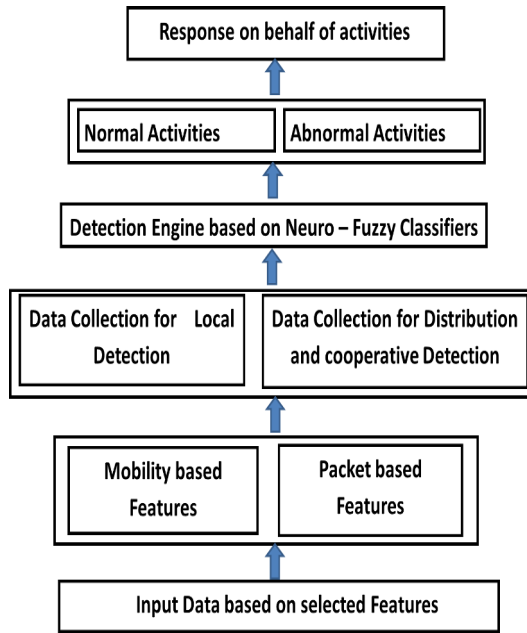 Response on behalf of activities
Normal Activities
Abnormal Activities
Detection Engine based on Neuro – Fuzzy Classifiers
Data Collection for Local
Detection
Data Collection for Distribution
and cooperative Detection
Mobility based
Features
Packet based
Features
Input Data based on selected Features